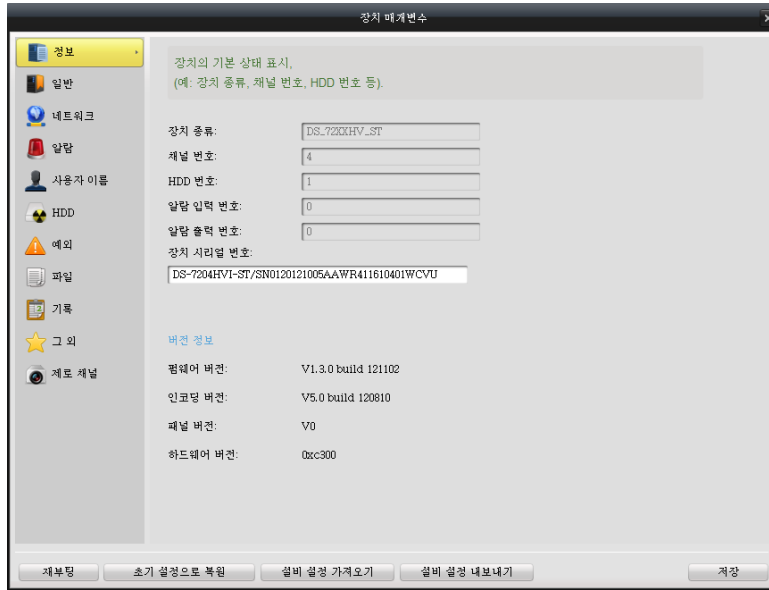 장치 매개변수
정보
일반
네트워크
알람
사용자 이름
HDD
예외
파일
기록
그 외
제로 채널
장치의 기본 상태 표시,
(예: 장치 종류, 채널 번호, HDD 번호 등).
장치 종류: DS_72XXHV_ST
채널 번호: 4
HDD 번호: 1
알람 입력 번호: 0
알람 출력 번호: 0
장치 시리얼 번호:
DS-7204HVI-ST/SN0120121005AAWR411610401WCVU
버전 정보
펌웨어 버전: V1.3.0 build 121102
인코딩 버전: V5.0 build 120810
패널 버전: V0
하드웨어 버전: 0xc300
재부팅 초기 설정으로 복원 설비 설정 가져오기 설비 설정 내보내기 저장